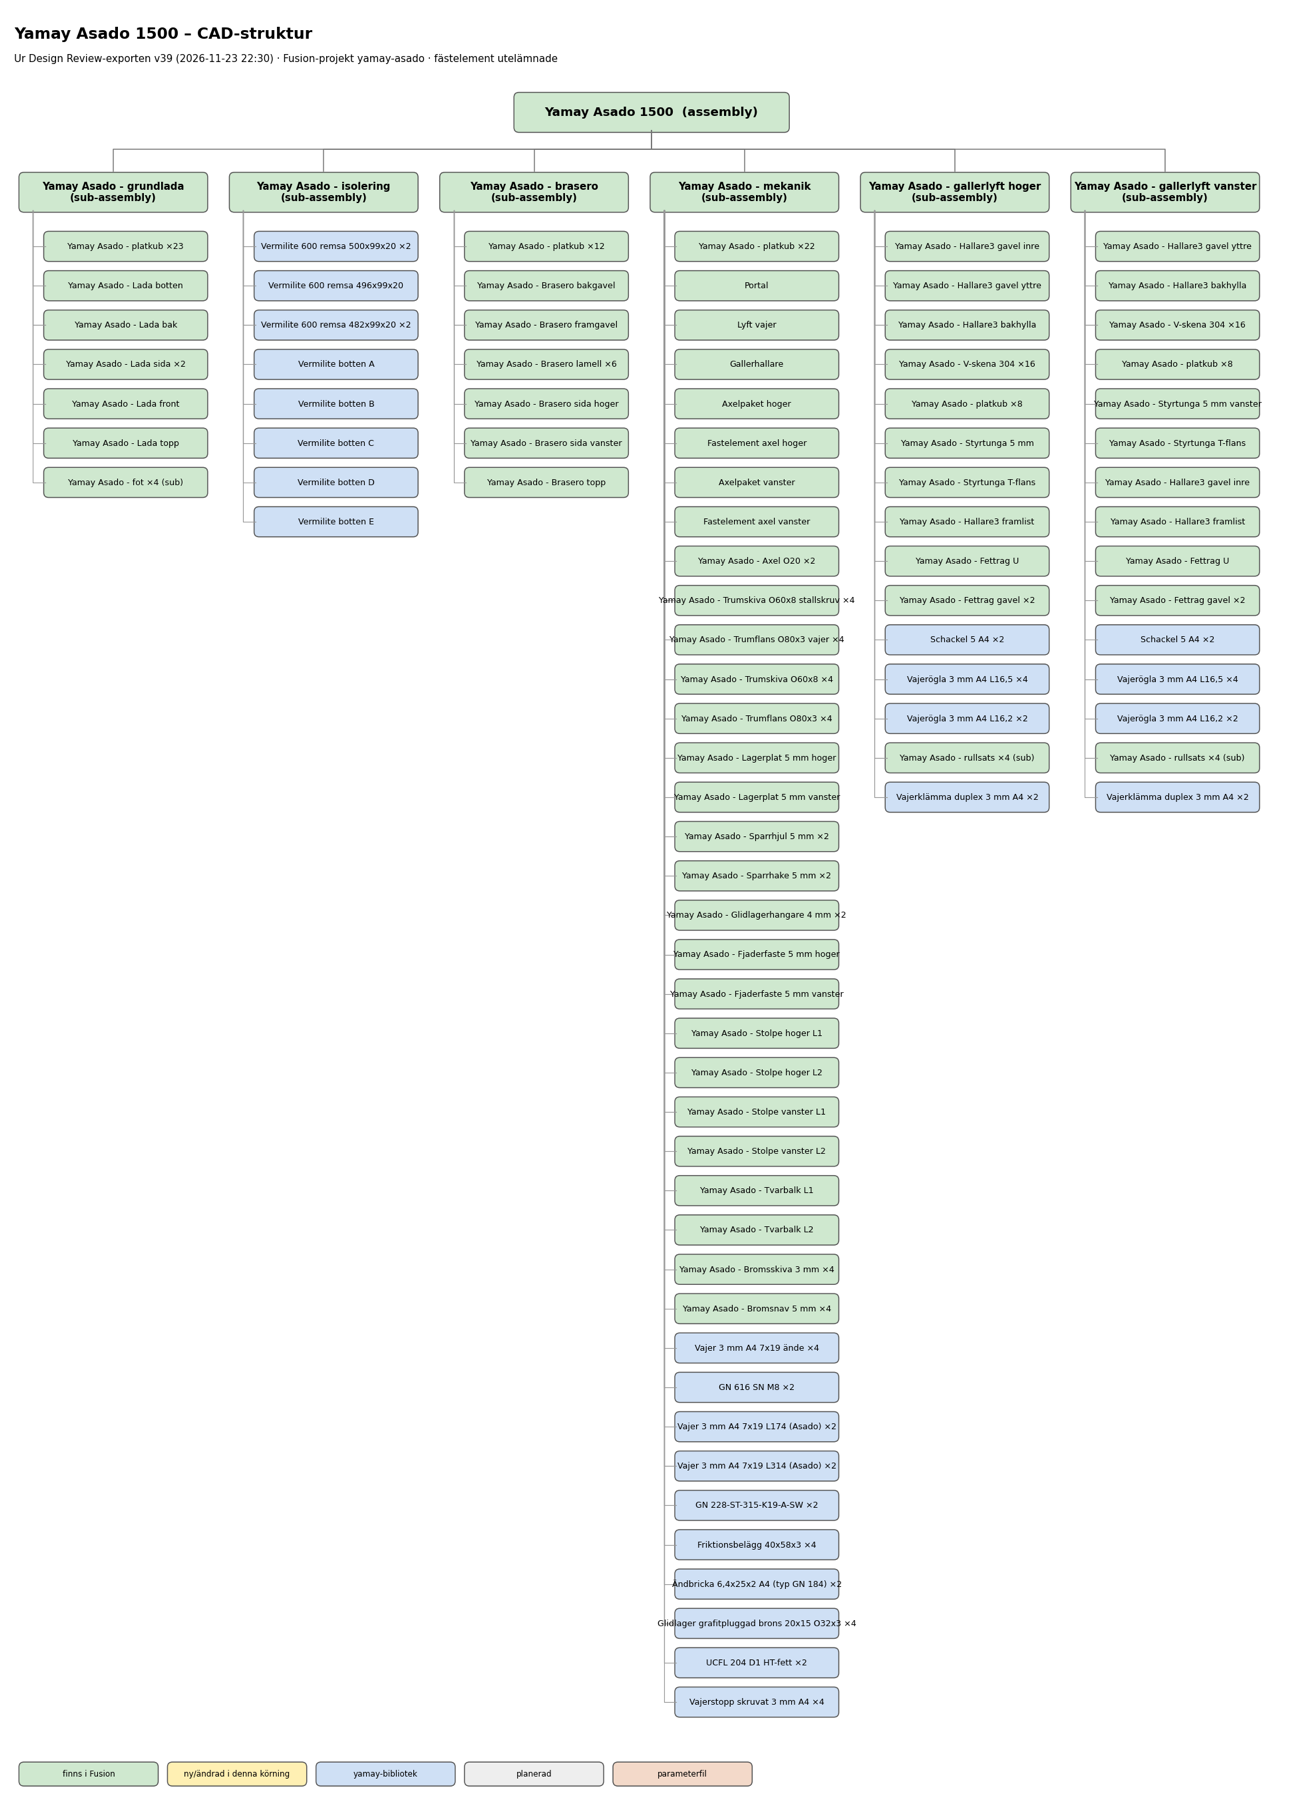 Yamay Asado 1500 – CAD-struktur
Ur Design Review-exporten v39 (2026-11-23 22:30) · Fusion-projekt yamay-asado · fästelement utelämnade
Yamay Asado 1500  (assembly)
Yamay Asado - grundlada
(sub-assembly)
Yamay Asado - platkub ×23
Yamay Asado - Lada botten
Yamay Asado - Lada bak
Yamay Asado - Lada sida ×2
Yamay Asado - Lada front
Yamay Asado - Lada topp
Yamay Asado - fot ×4 (sub)
Yamay Asado - isolering
(sub-assembly)
Vermilite 600 remsa 500x99x20 ×2
Vermilite 600 remsa 496x99x20
Vermilite 600 remsa 482x99x20 ×2
Vermilite botten A
Vermilite botten B
Vermilite botten C
Vermilite botten D
Vermilite botten E
Yamay Asado - brasero
(sub-assembly)
Yamay Asado - platkub ×12
Yamay Asado - Brasero bakgavel
Yamay Asado - Brasero framgavel
Yamay Asado - Brasero lamell ×6
Yamay Asado - Brasero sida hoger
Yamay Asado - Brasero sida vanster
Yamay Asado - Brasero topp
Yamay Asado - mekanik
(sub-assembly)
Yamay Asado - platkub ×22
Portal
Lyft vajer
Gallerhallare
Axelpaket hoger
Fastelement axel hoger
Axelpaket vanster
Fastelement axel vanster
Yamay Asado - Axel O20 ×2
Yamay Asado - Trumskiva O60x8 stallskruv ×4
Yamay Asado - Trumflans O80x3 vajer ×4
Yamay Asado - Trumskiva O60x8 ×4
Yamay Asado - Trumflans O80x3 ×4
Yamay Asado - Lagerplat 5 mm hoger
Yamay Asado - Lagerplat 5 mm vanster
Yamay Asado - Sparrhjul 5 mm ×2
Yamay Asado - Sparrhake 5 mm ×2
Yamay Asado - Glidlagerhangare 4 mm ×2
Yamay Asado - Fjaderfaste 5 mm hoger
Yamay Asado - Fjaderfaste 5 mm vanster
Yamay Asado - Stolpe hoger L1
Yamay Asado - Stolpe hoger L2
Yamay Asado - Stolpe vanster L1
Yamay Asado - Stolpe vanster L2
Yamay Asado - Tvarbalk L1
Yamay Asado - Tvarbalk L2
Yamay Asado - Bromsskiva 3 mm ×4
Yamay Asado - Bromsnav 5 mm ×4
Vajer 3 mm A4 7x19 ände ×4
GN 616 SN M8 ×2
Vajer 3 mm A4 7x19 L174 (Asado) ×2
Vajer 3 mm A4 7x19 L314 (Asado) ×2
GN 228-ST-315-K19-A-SW ×2
Friktionsbelägg 40x58x3 ×4
Ändbricka 6,4x25x2 A4 (typ GN 184) ×2
Glidlager grafitpluggad brons 20x15 O32x3 ×4
UCFL 204 D1 HT-fett ×2
Vajerstopp skruvat 3 mm A4 ×4
Yamay Asado - gallerlyft hoger
(sub-assembly)
Yamay Asado - Hallare3 gavel inre
Yamay Asado - Hallare3 gavel yttre
Yamay Asado - Hallare3 bakhylla
Yamay Asado - V-skena 304 ×16
Yamay Asado - platkub ×8
Yamay Asado - Styrtunga 5 mm
Yamay Asado - Styrtunga T-flans
Yamay Asado - Hallare3 framlist
Yamay Asado - Fettrag U
Yamay Asado - Fettrag gavel ×2
Schackel 5 A4 ×2
Vajerögla 3 mm A4 L16,5 ×4
Vajerögla 3 mm A4 L16,2 ×2
Yamay Asado - rullsats ×4 (sub)
Vajerklämma duplex 3 mm A4 ×2
Yamay Asado - gallerlyft vanster
(sub-assembly)
Yamay Asado - Hallare3 gavel yttre
Yamay Asado - Hallare3 bakhylla
Yamay Asado - V-skena 304 ×16
Yamay Asado - platkub ×8
Yamay Asado - Styrtunga 5 mm vanster
Yamay Asado - Styrtunga T-flans
Yamay Asado - Hallare3 gavel inre
Yamay Asado - Hallare3 framlist
Yamay Asado - Fettrag U
Yamay Asado - Fettrag gavel ×2
Schackel 5 A4 ×2
Vajerögla 3 mm A4 L16,5 ×4
Vajerögla 3 mm A4 L16,2 ×2
Yamay Asado - rullsats ×4 (sub)
Vajerklämma duplex 3 mm A4 ×2
finns i Fusion
ny/ändrad i denna körning
yamay-bibliotek
planerad
parameterfil